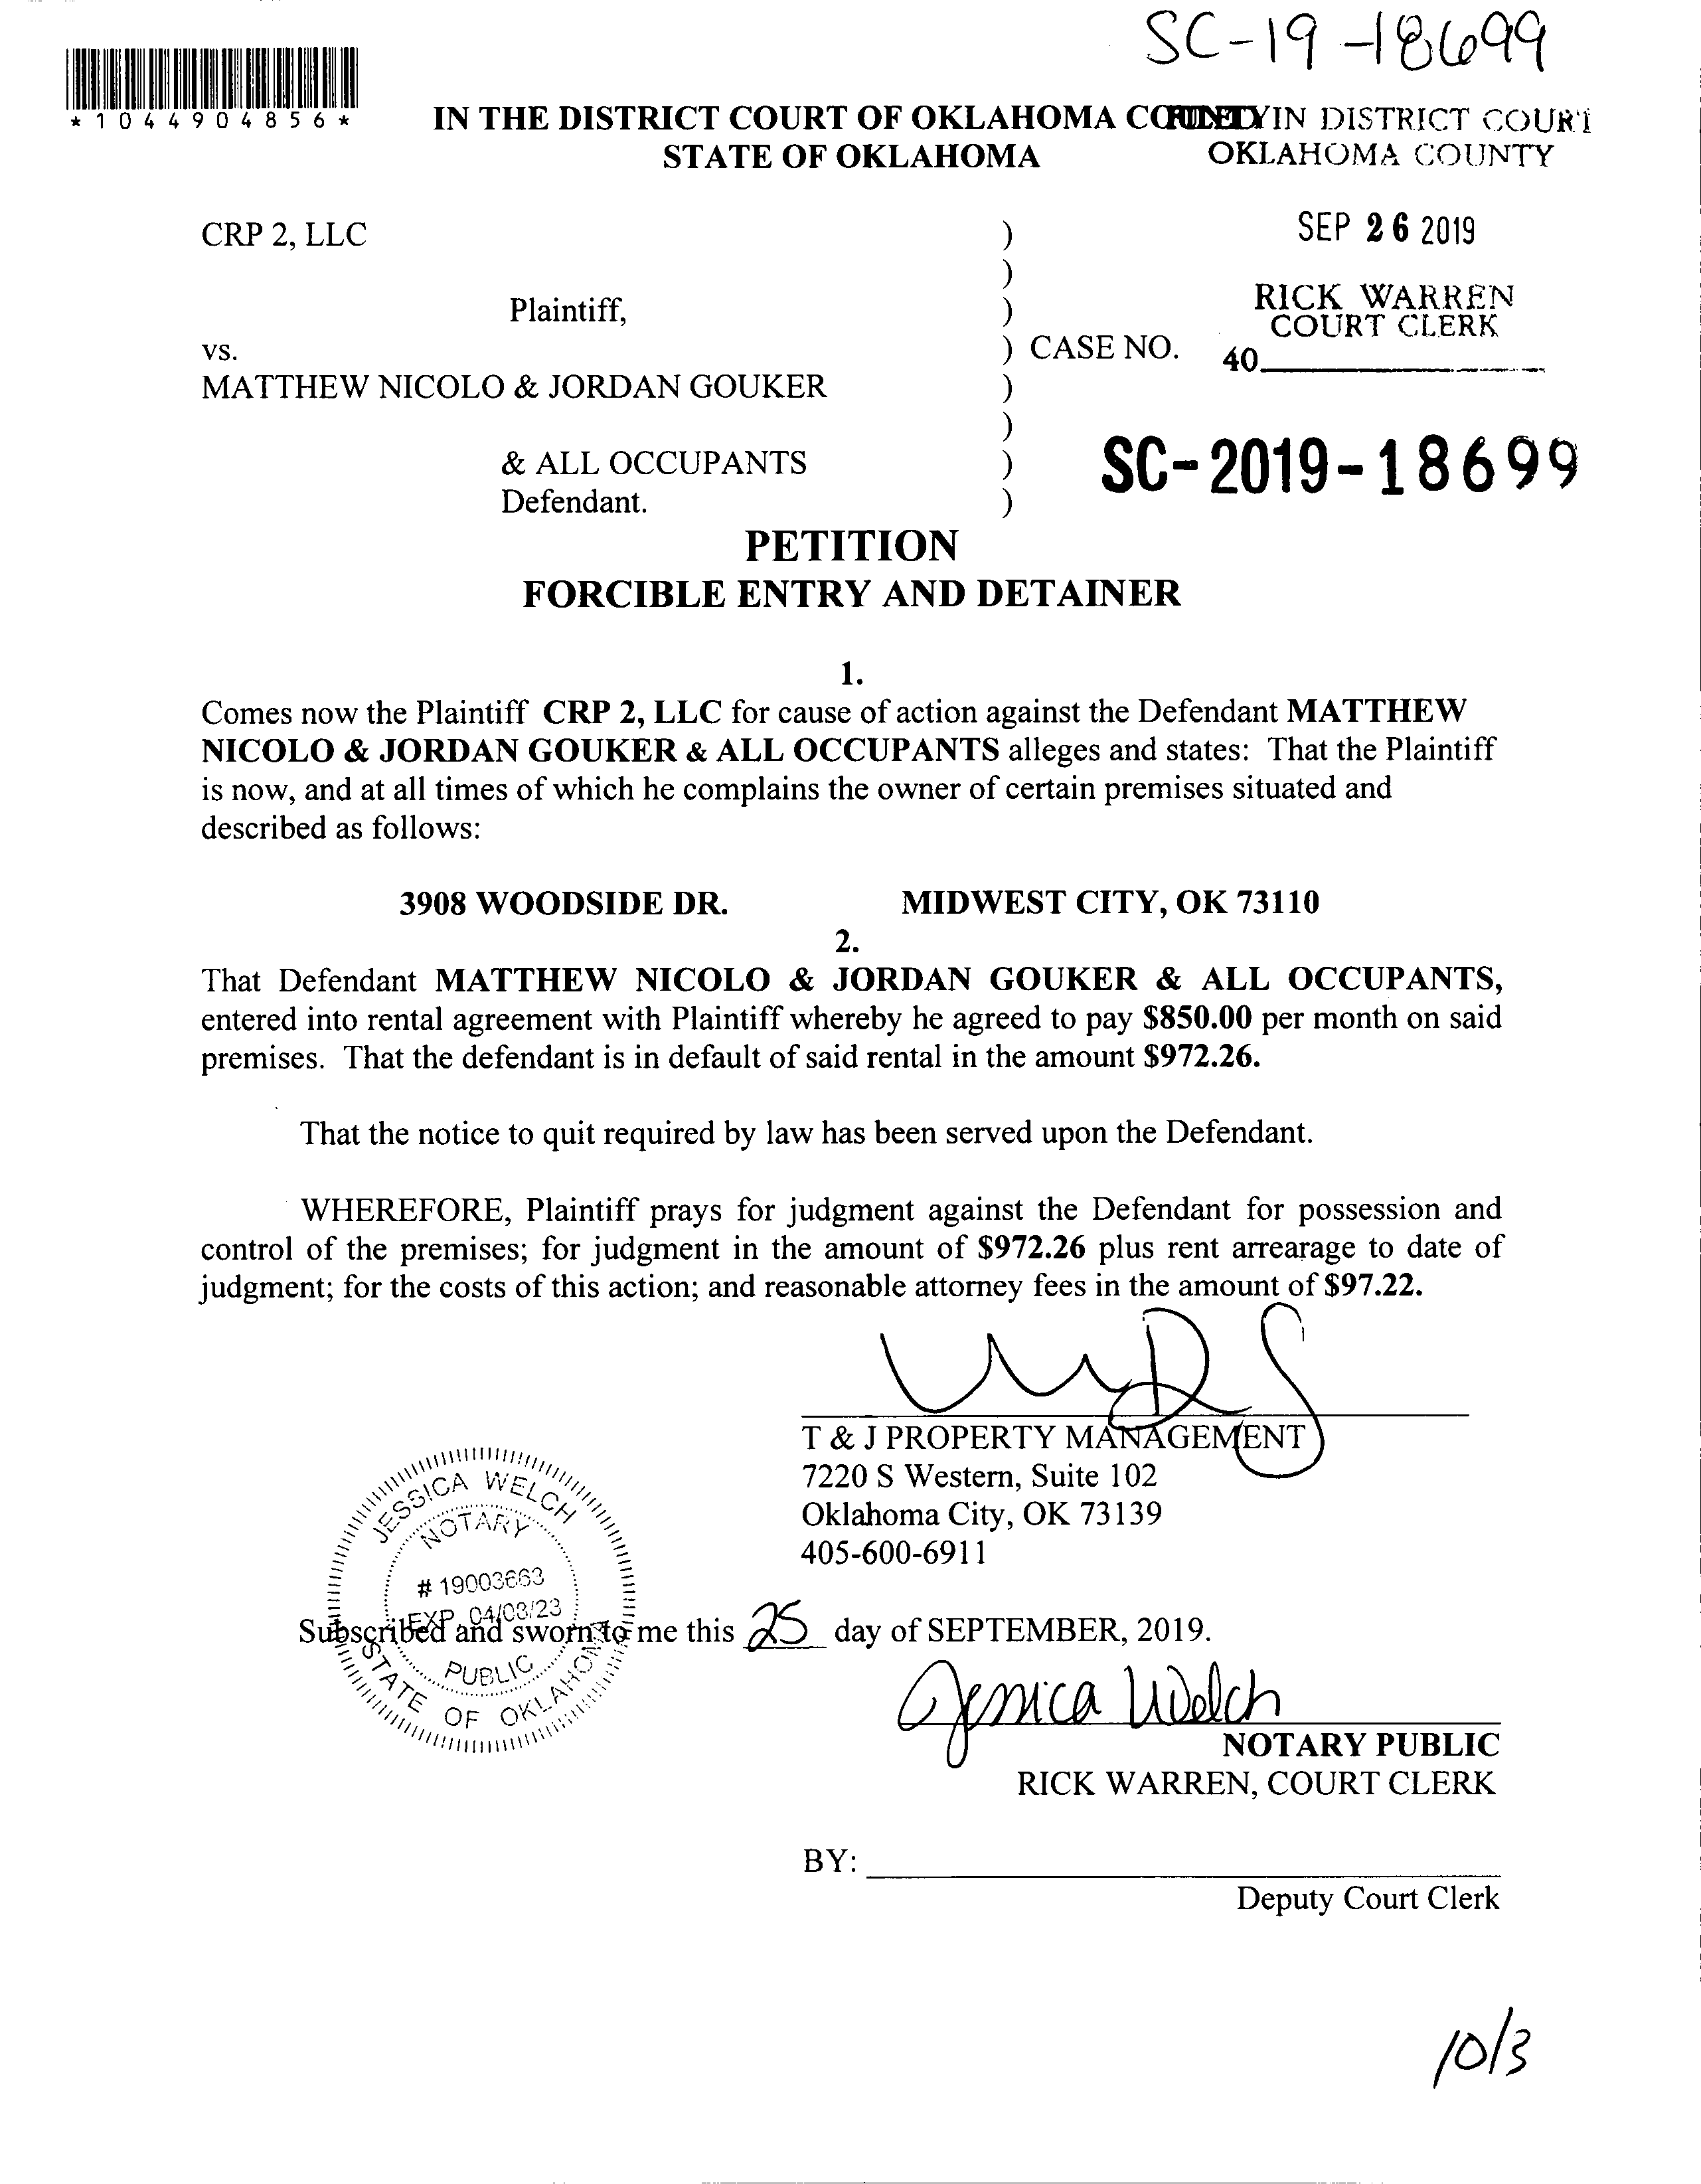 SC-19-18699
*1044904856*
IN THE DISTRICT COURT OF OKLAHOMA COUNTY
STATE OF OKLAHOMA
FILED IN DISTRICT COURT
OKLAHOMA COUNTY
SEP 26 2019
RICK WARREN
COURT CLERK
40
CRP 2, LLC )
)
Plaintiff, )
vs. ) CASE NO.
MATTHEW NICOLO & JORDAN GOUKER )
)
& ALL OCCUPANTS )
Defendant. )
SC-2019-18699
PETITION
FORCIBLE ENTRY AND DETAINER
1.
Comes now the Plaintiff CRP 2, LLC for cause of action against the Defendant MATTHEW
NICOLO & JORDAN GOUKER & ALL OCCUPANTS alleges and states: That the Plaintiff
is now, and at all times of which he complains the owner of certain premises situated and
described as follows:
3908 WOODSIDE DR. MIDWEST CITY, OK 73110
2.
That Defendant MATTHEW NICOLO & JORDAN GOUKER & ALL OCCUPANTS,
entered into rental agreement with Plaintiff whereby he agreed to pay $850.00 per month on said
premises. That the defendant is in default of said rental in the amount $972.26.
That the notice to quit required by law has been served upon the Defendant.
WHEREFORE, Plaintiff prays for judgment against the Defendant for possession and
control of the premises; for judgment in the amount of $972.26 plus rent arrearage to date of
judgment; for the costs of this action; and reasonable attorney fees in the amount of $97.22.
T & J PROPERTY MANAGEMENT
7220 S Western, Suite 102
Oklahoma City, OK 73139
405-600-6911
JESSICA WELCH
NOTARY
# 19003663
EXP. 04/03/23
PUBLIC
STATE OF OKLAHOMA
Subscribed and sworn to me this 25 day of SEPTEMBER, 2019.
Jessica Welch
NOTARY PUBLIC
RICK WARREN, COURT CLERK
BY:
Deputy Court Clerk
10/3